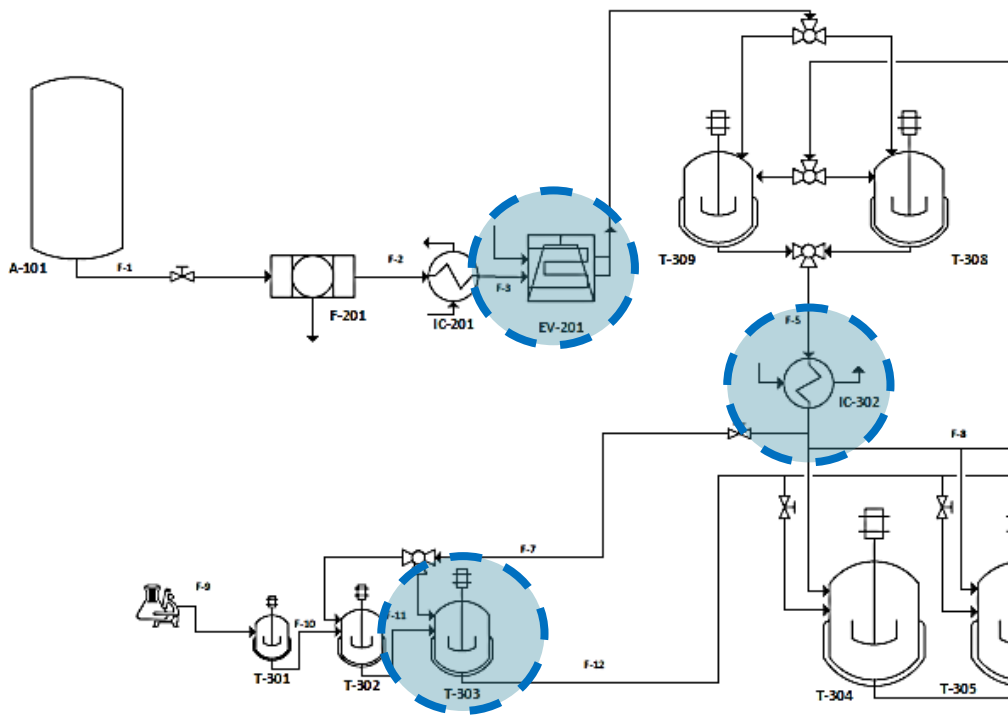 A-101
F-1
F-201
F-2
IC-201
F-3
EV-201
T-309
T-308
F-5
IC-302
F-8
F-7
F-9
F-10
T-301
F-11
T-302
T-303
F-12
T-304
T-305